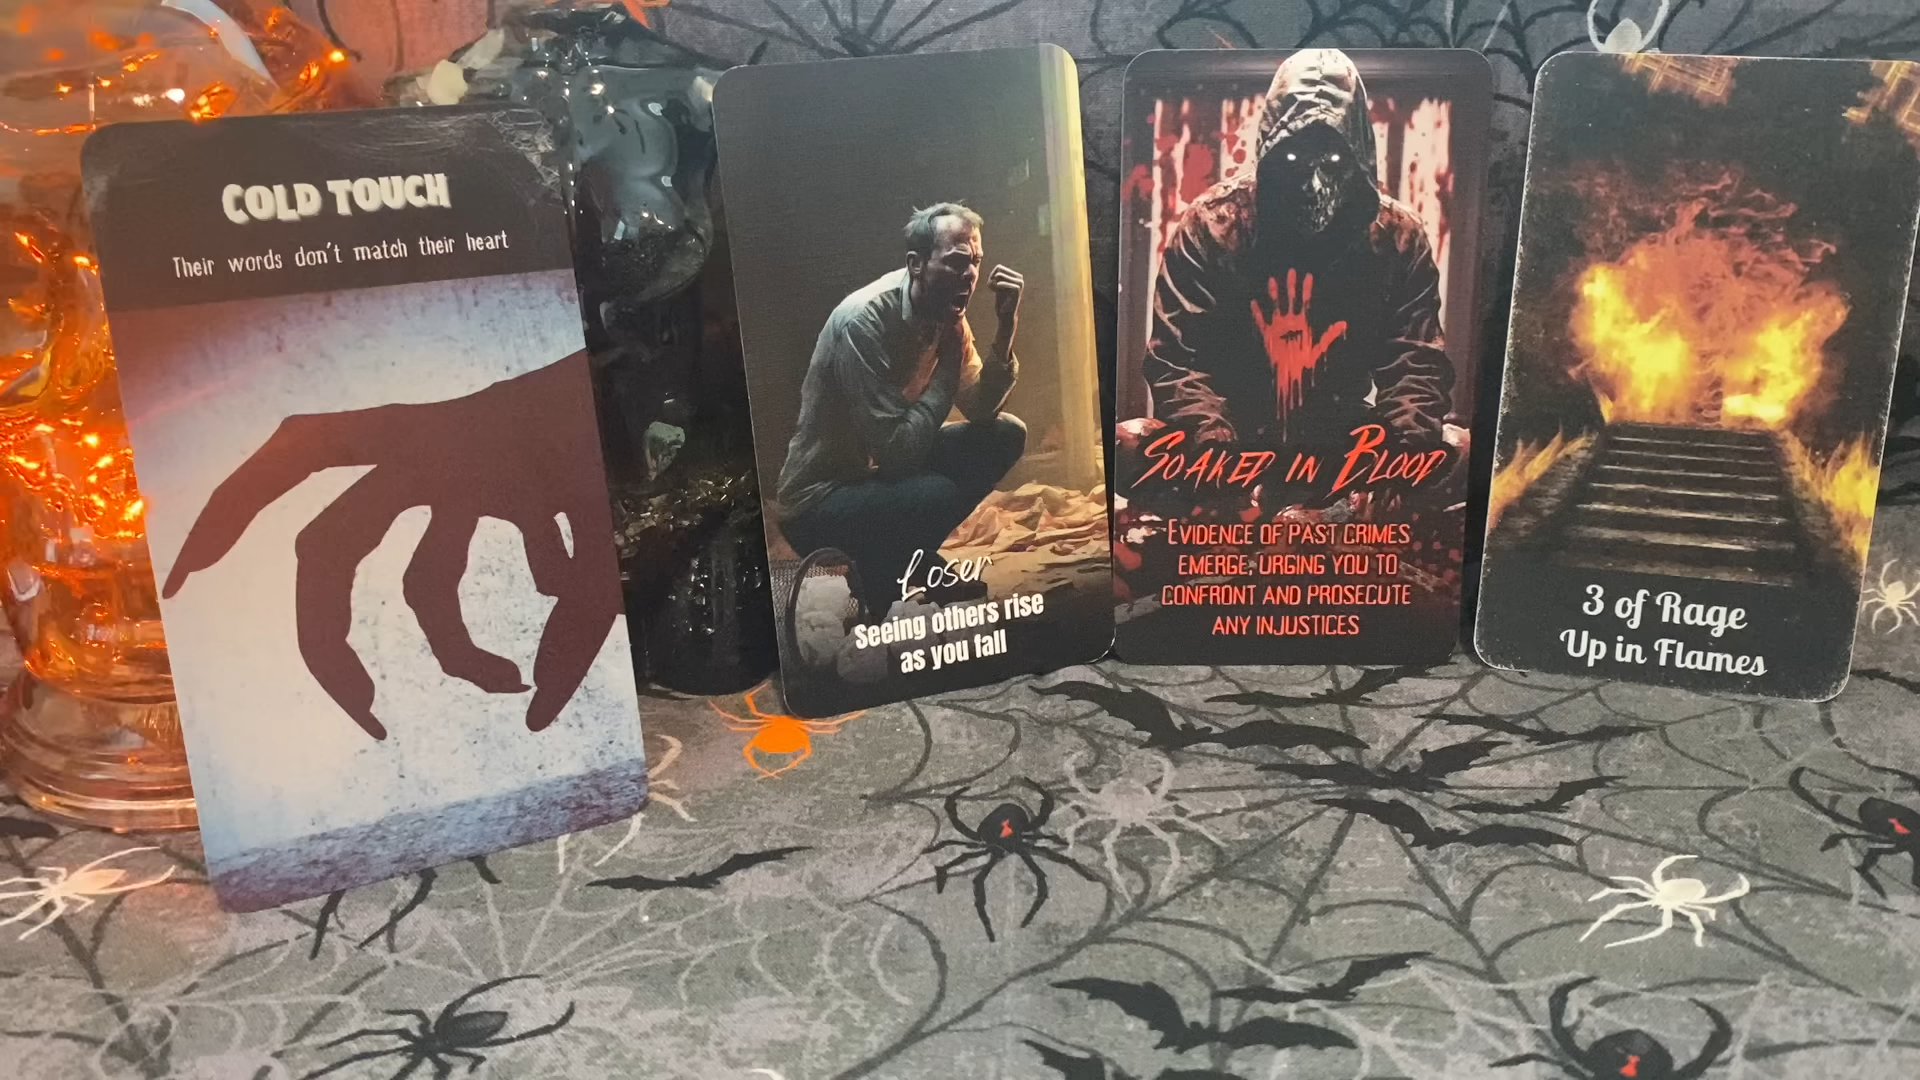 COLD TOUCH
Their words don't match their heart
Loser
Seeing others rise
as you fall
SOAKED IN BLOOD
EVIDENCE OF PAST CRIMES
EMERGE, URGING YOU TO
CONFRONT AND PROSECUTE
ANY INJUSTICES
3 of Rage
Up in Flames